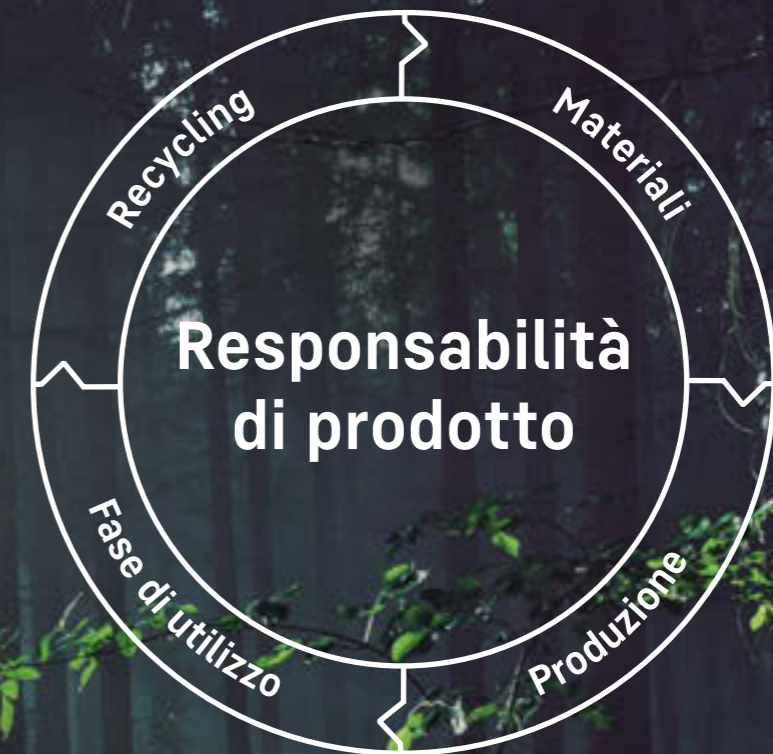 Responsabilità
di prodotto
Materiali
Produzione
Fase di utilizzo
Recycling